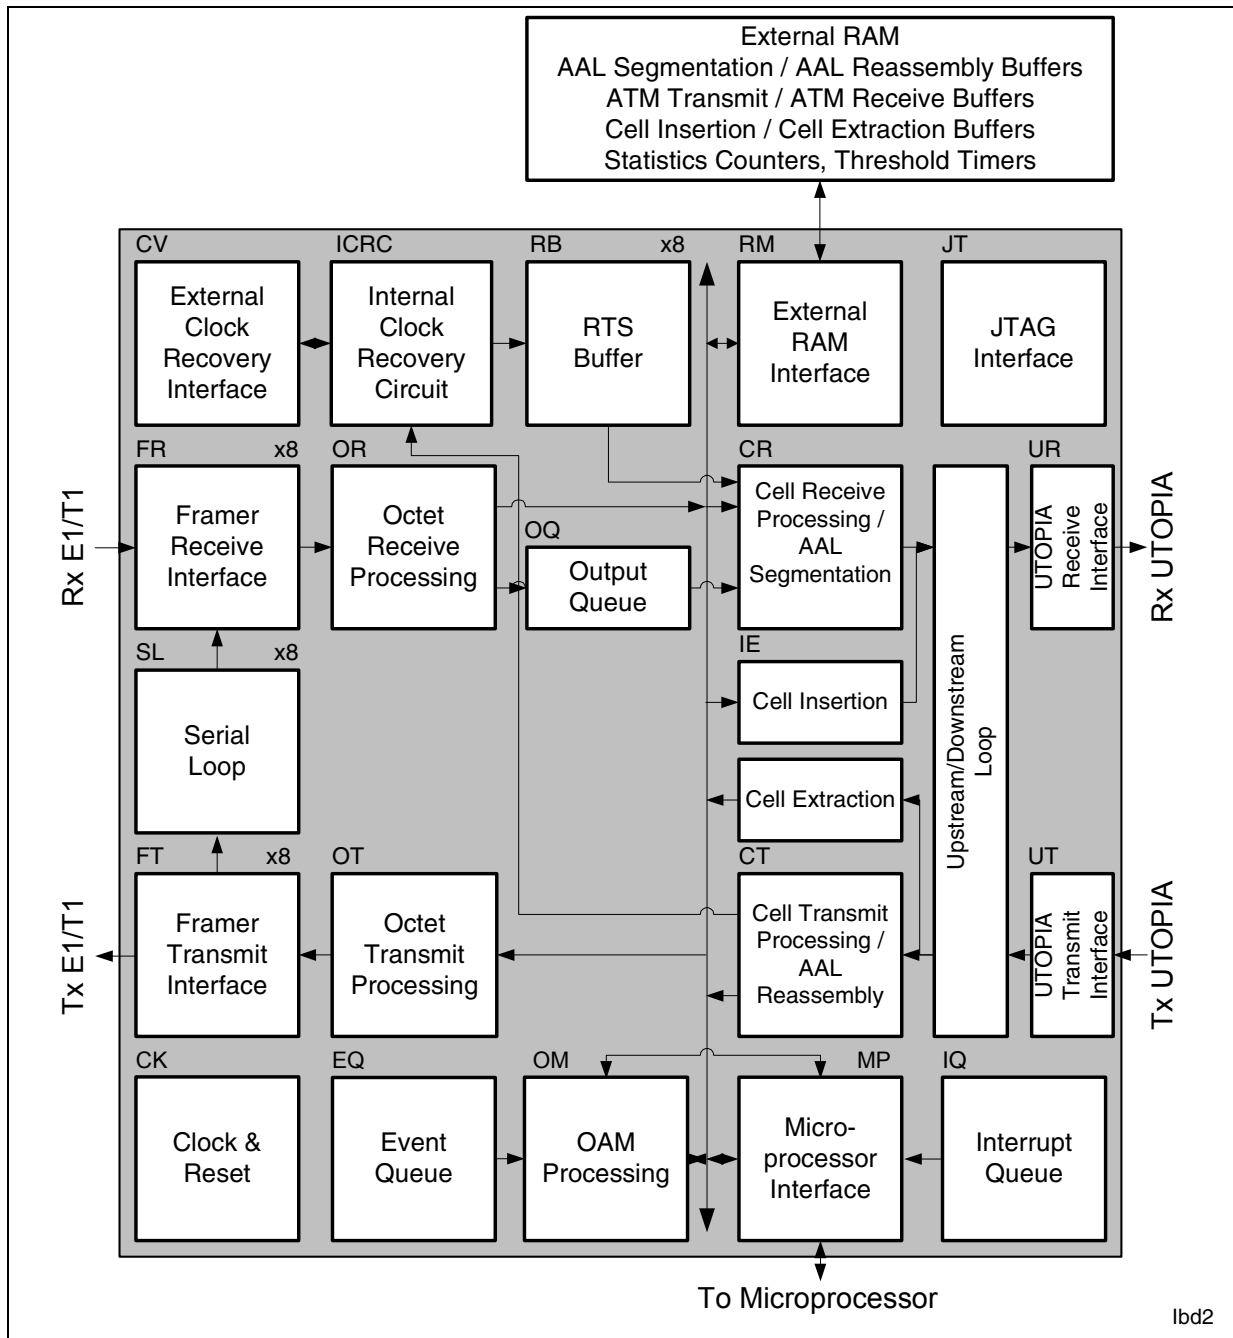 External RAM
AAL Segmentation / AAL Reassembly Buffers
ATM Transmit / ATM Receive Buffers
Cell Insertion / Cell Extraction Buffers
Statistics Counters, Threshold Timers
CV
ICRC
RB
x8
RM
JT
External
Clock
Recovery
Interface
Internal
Clock
Recovery
Circuit
RTS
Buffer
External
RAM
Interface
JTAG
Interface
FR
x8
OR
CR
UR
Rx E1/T1
Framer
Receive
Interface
Octet
Receive
Processing
OQ
Output
Queue
Cell Receive
Processing /
AAL
Segmentation
UTOPIA
Receive
Interface
Rx UTOPIA
SL
x8
IE
Serial
Loop
Cell Insertion
Cell Extraction
Upstream/Downstream
Loop
FT
x8
OT
CT
UT
Tx E1/T1
Framer
Transmit
Interface
Octet
Transmit
Processing
Cell Transmit
Processing /
AAL
Reassembly
UTOPIA
Transmit
Interface
Tx UTOPIA
CK
EQ
OM
MP
IQ
Clock &
Reset
Event
Queue
OAM
Processing
Micro-
processor
Interface
Interrupt
Queue
To Microprocessor
Ibd2